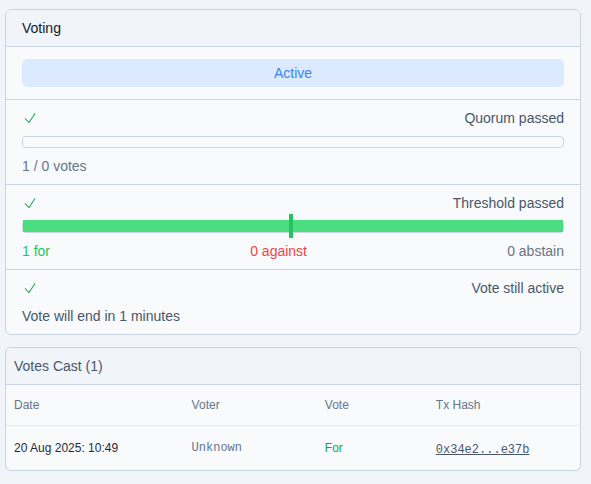 Voting
Active
Quorum passed
1 / 0 votes
Threshold passed
1 for 0 against 0 abstain
Vote still active
Vote will end in 1 minutes
Votes Cast (1)
Date Voter Vote Tx Hash
20 Aug 2025: 10:49 Unknown For 0x34e2...e37b